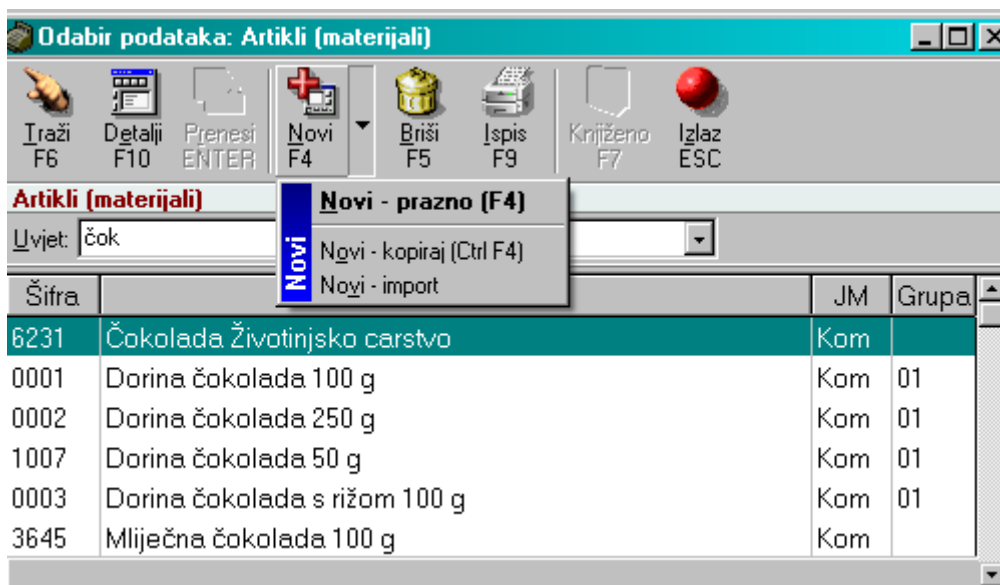 Odabir podataka: Artikli (materijali)
Traži Detalji Prenesi Novi Briši Ispis Knjiženo Izlaz
F6 F10 ENTER F4 F5 F9 F7 ESC
Artikli (materijali)
Novi - prazno (F4)
Uvjet: čok
Novi
Novi - kopiraj (Ctrl F4)
Novi - import
Šifra JM Grupa
6231 Čokolada Životinjsko carstvo Kom
0001 Dorina čokolada 100 g Kom 01
0002 Dorina čokolada 250 g Kom 01
1007 Dorina čokolada 50 g Kom 01
0003 Dorina čokolada s rižom 100 g Kom 01
3645 Mliječna čokolada 100 g Kom